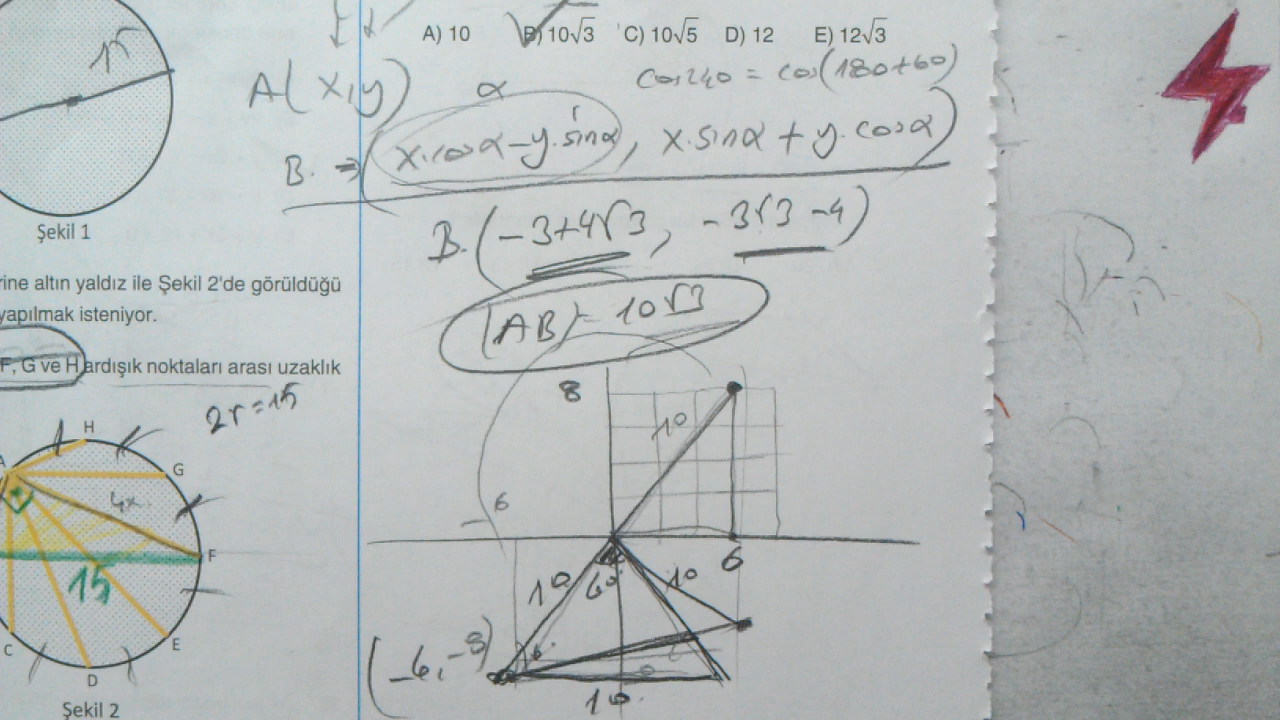 15
Şekil 1
rine altın yaldız ile Şekil 2'de görüldüğü
yapılmak isteniyor.
F, G ve H ardışık noktaları arası uzaklık
2r=15
H
A
G
4x
F
15
C
E
D
Şekil 2
A) 10 B) 10√3 C) 10√5 D) 12 E) 12√3
cos240 = cos(180+60)
A(x,y) α
B. ⇒ (x.cosα-y.sinα, x.sinα + y.cosα)
B.(-3+4√3, -3√3-4)
|AB|= 10√3
8
10
6
6
10
60
10
(-6,-8)
10